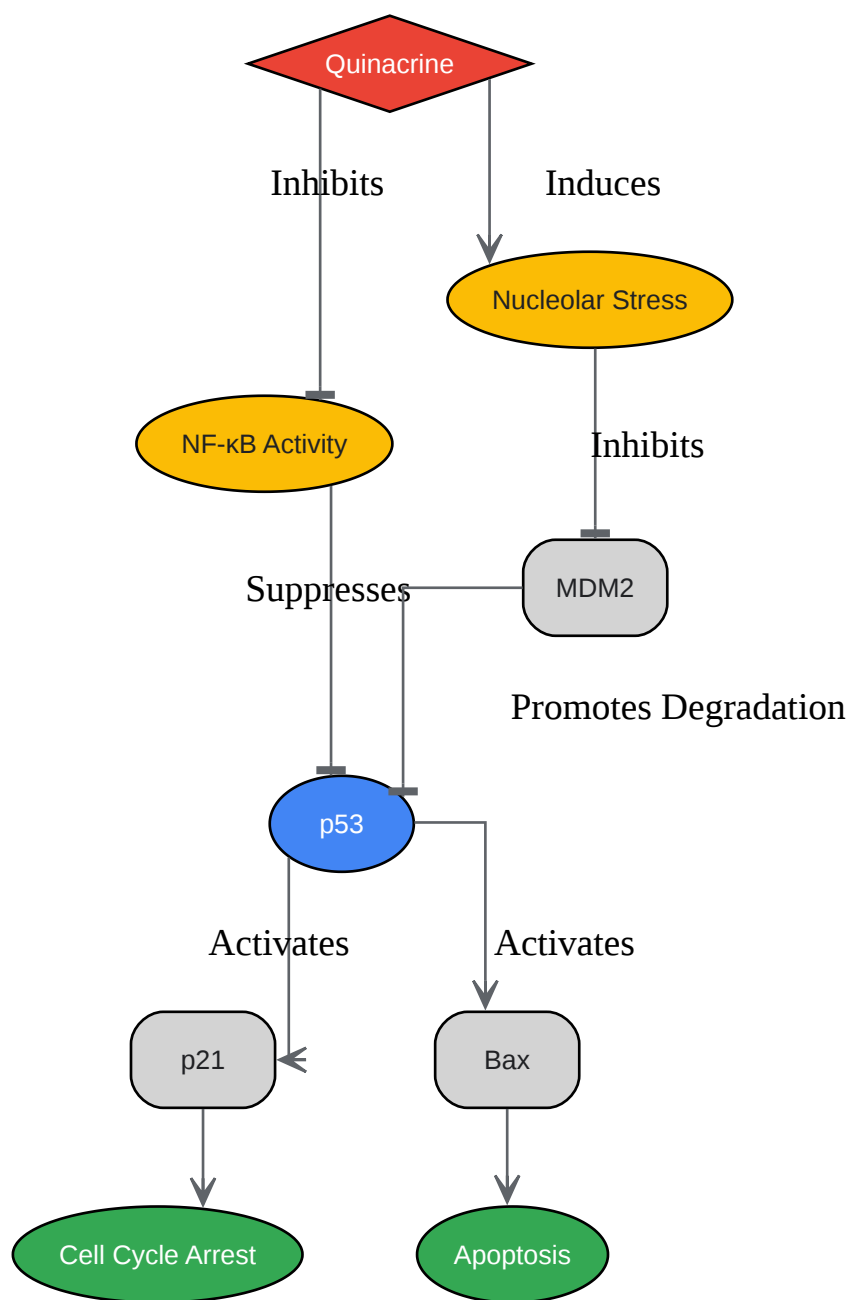 Quinacrine
Inhibits
Induces
Nucleolar Stress
NF-κB Activity
Inhibits
Suppresses
MDM2
Promotes Degradation
p53
Activates
Activates
p21
Bax
Cell Cycle Arrest
Apoptosis